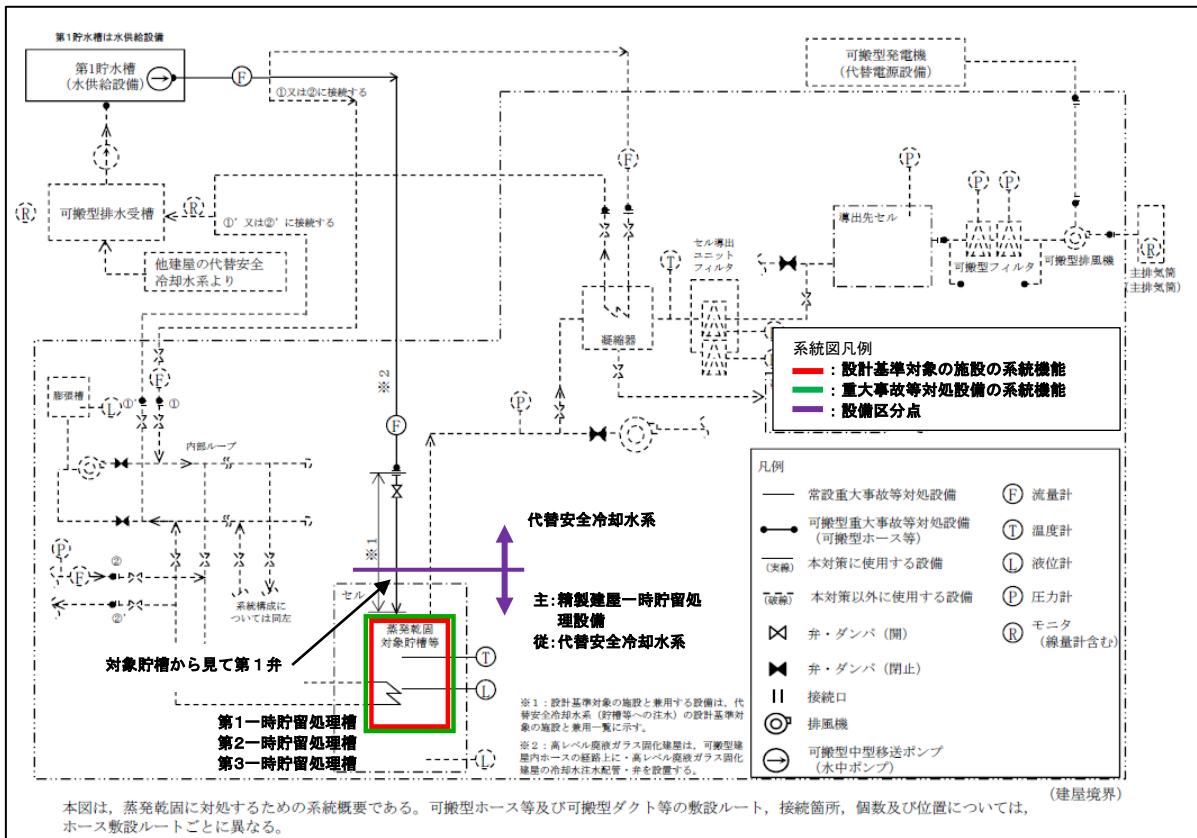 第1貯水槽は水供給設備
第1貯水槽
(水供給設備)
F
①又は②に接続する
可搬型発電機
(代替電源設備)
F
P
R
可搬型排水受槽
R
①’又は②’に接続する
他建屋の代替安全
冷却水系より
導出先セル
P
P
可搬型フィルタ
可搬型排風機
R
主排気筒
(主排気筒)
セル導出
ユニット
フィルタ
T
凝縮器
系統図凡例
:設計基準対象の施設の系統機能
:重大事故等対処設備の系統機能
:設備区分点
膨張槽
L
①’
F
①
内部ループ
※2
F
P
P
F
②
②’
系統構成に
ついては同左
※1
代替安全冷却水系
主:精製建屋一時貯留処
理設備
従:代替安全冷却水系
セル
蒸発乾固
対象貯槽等
T
L
L
対象貯槽から見て第1弁
第1一時貯留処理槽
第2一時貯留処理槽
第3一時貯留処理槽
※1:設計基準対象の施設と兼用する設備は、代
替安全冷却水系(貯槽等への注水)の設計基準対
象の施設と兼用一覧に示す。
※2:高レベル廃液ガラス固化建屋は、可搬型建
屋内ホースの経路上に・高レベル廃液ガラス固化
建屋の冷却水注水配管・弁を設置する。
凡例
常設重大事故等対処設備
可搬型重大事故等対処設備
(可搬型ホース等)
(実線)
本対策に使用する設備
(破線)
本対策以外に使用する設備
弁・ダンパ(開)
弁・ダンパ(閉止)
接続口
排風機
可搬型中型移送ポンプ
(水中ポンプ)
F 流量計
T 温度計
L 液位計
P 圧力計
R モニタ
(線量計含む)
(建屋境界)
本図は,蒸発乾固に対処するための系統概要である。可搬型ホース等及び可搬型ダクト等の敷設ルート,接続箇所,個数及び位置については,
ホース敷設ルートごとに異なる。